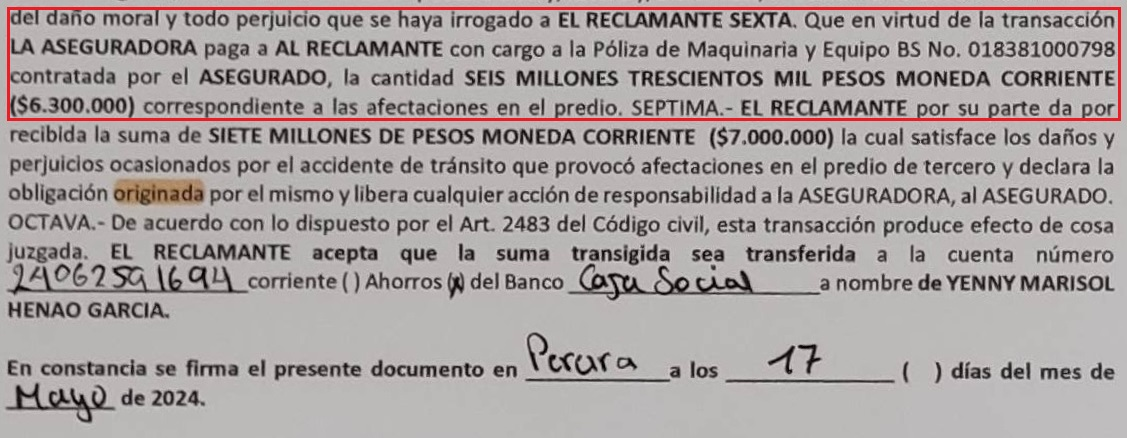 del daño moral y todo perjuicio que se haya irrogado a EL RECLAMANTE SEXTA. Que en virtud de la transacción
LA ASEGURADORA paga a AL RECLAMANTE con cargo a la Póliza de Maquinaria y Equipo BS No. 018381000798
contratada por el ASEGURADO, la cantidad SEIS MILLONES TRESCIENTOS MIL PESOS MONEDA CORRIENTE
($6.300.000) correspondiente a las afectaciones en el predio. SEPTIMA.- EL RECLAMANTE por su parte da por
recibida la suma de SIETE MILLONES DE PESOS MONEDA CORRIENTE ($7.000.000) la cual satisface los daños y
perjuicios ocasionados por el accidente de tránsito que provocó afectaciones en el predio de tercero y declara la
obligación originada por el mismo y libera cualquier acción de responsabilidad a la ASEGURADORA, al ASEGURADO.
OCTAVA.- De acuerdo con lo dispuesto por el Art. 2483 del Código civil, esta transacción produce efecto de cosa
juzgada. EL RECLAMANTE acepta que la suma transigida sea transferida a la cuenta número
24062591694 corriente ( ) Ahorros (x) del Banco Caja Social a nombre de YENNY MARISOL
HENAO GARCIA.
En constancia se firma el presente documento en Perara a los 17 ( ) días del mes de
Mayo de 2024.